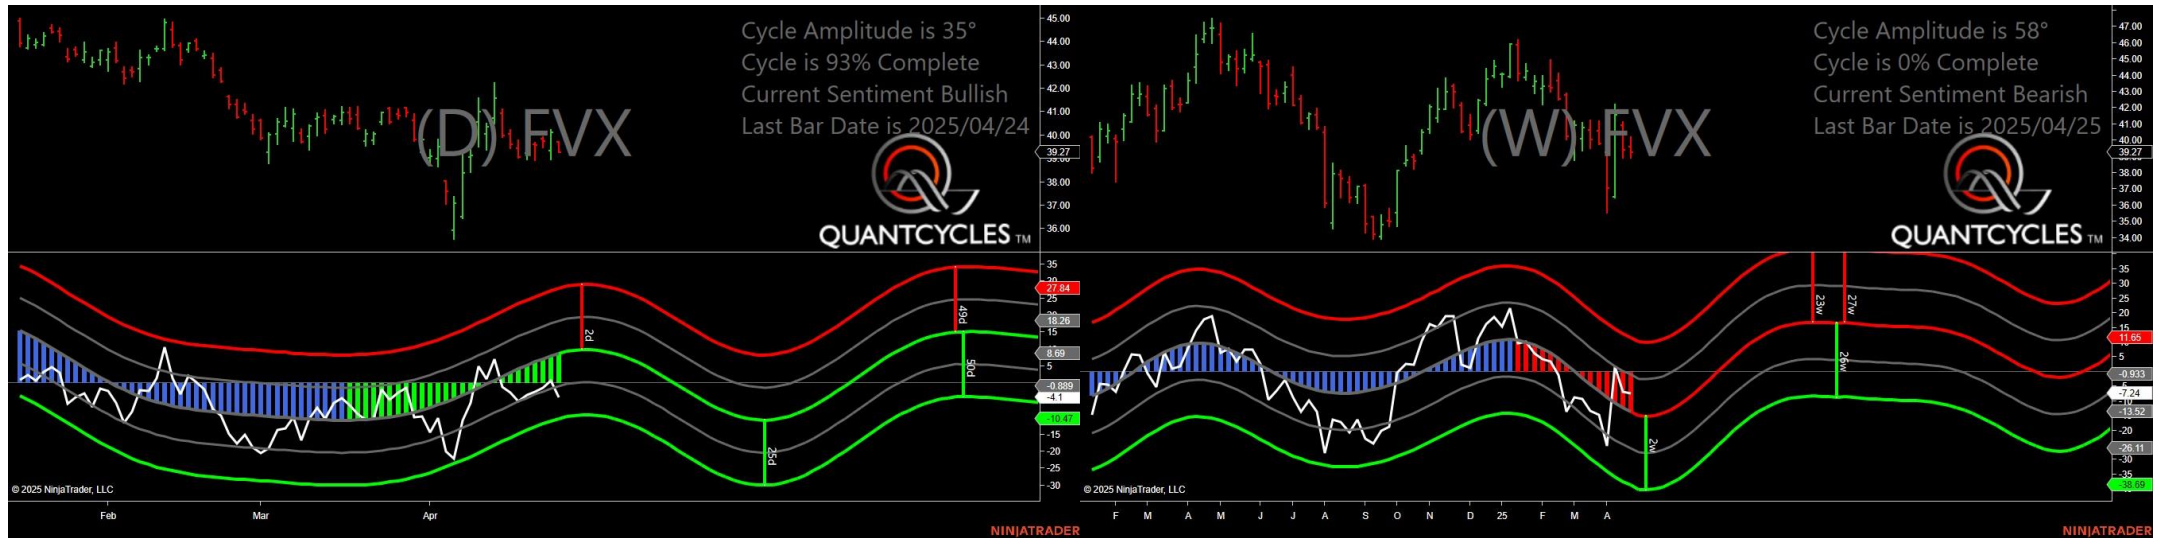 Cycle Amplitude is 35°
Cycle is 93% Complete
Current Sentiment Bullish
Last Bar Date is 2025/04/24
(D) FVX
QUANTCYCLES TM
45.00
44.00
43.00
42.00
41.00
40.00
39.27
38.00
37.00
36.00
35
27.84
25
18.26
15
8.69
5
-0.889
-4.1
-10.47
-15
-20
-25
-30
2d
25d
49d
50d
© 2025 NinjaTrader, LLC
Feb
Mar
Apr
NINJATRADER
Cycle Amplitude is 58°
Cycle is 0% Complete
Current Sentiment Bearish
Last Bar Date is 2025/04/25
(W) FVX
QUANTCYCLES TM
47.00
46.00
45.00
44.00
43.00
42.00
41.00
40.00
39.27
38.00
37.00
36.00
35.00
34.00
35
30
25
20
15
11.65
5
-0.933
-7.24
-13.52
-20
-26.11
-30
-35
-38.69
2w
23w
27w
26w
© 2025 NinjaTrader, LLC
F
M
A
M
J
J
A
S
O
N
D
25
F
M
A
NINJATRADER